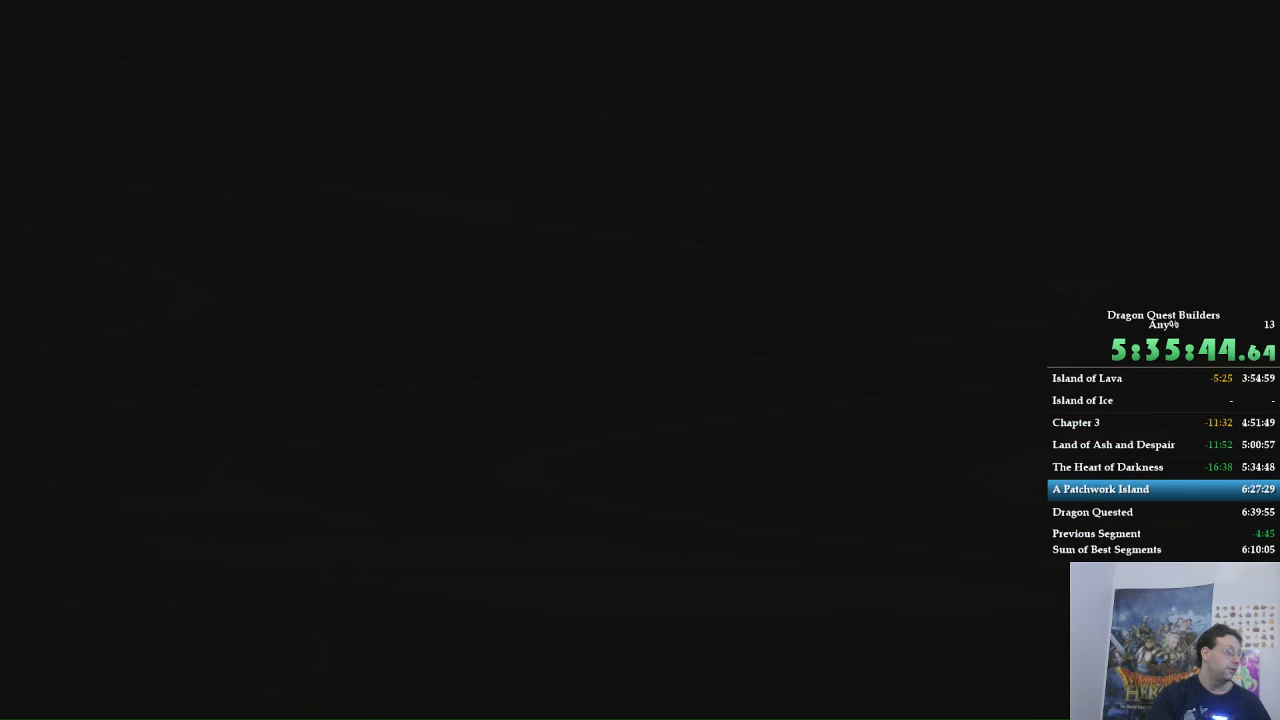 Dragon Quest Builders
Any% 13
5:35:44.64
Island of Lava -5:25 3:54:59
Island of Ice - -
Chapter 3 -11:32 4:51:49
Land of Ash and Despair -11:52 5:00:57
The Heart of Darkness -16:38 5:34:48
A Patchwork Island 6:27:29
Dragon Quested 6:39:55
Previous Segment -4:45
Sum of Best Segments 6:10:05